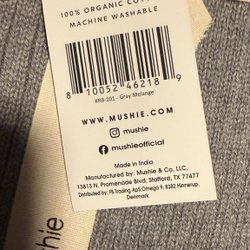 100% ORGANIC COTTON
MACHINE WASHABLE
8 10052 46218 9
KRB-101 - Gray Melange
WWW.MUSHIE.COM
mushie
mushieofficial
Made in India
Manufactured by: Mushie & Co. LLC,
13813 N. Promenade Blvd, Stafford, TX 77477
Distributed by: FB Trading ApS, Omega 9, 8382 Hinnerup,
Denmark.
shie